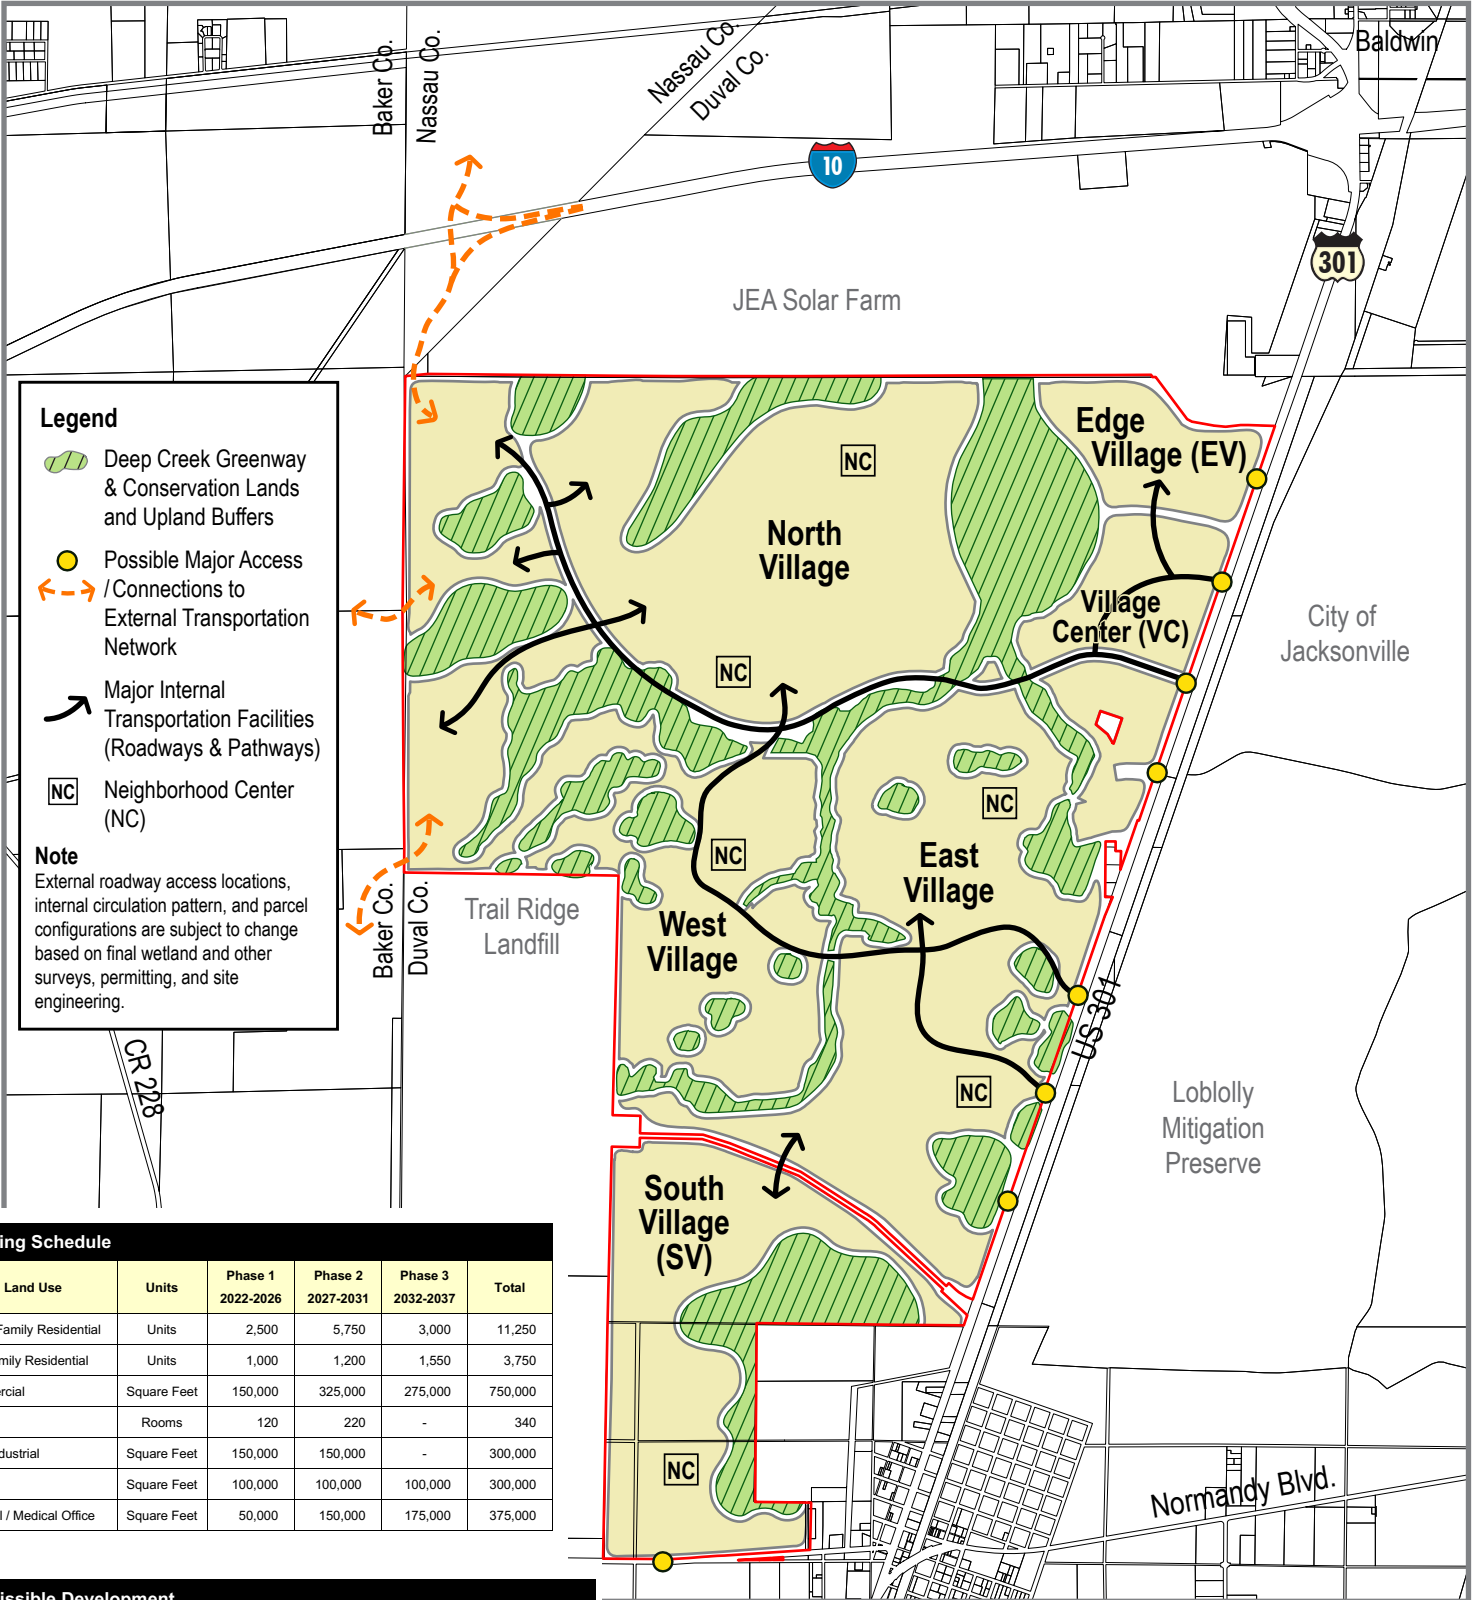 Baldwin
Baker Co.
Nassau Co.
Nassau Co.
Duval Co.
10
301
JEA Solar Farm
Legend
Deep Creek Greenway
& Conservation Lands
and Upland Buffers
Possible Major Access
/ Connections to
External Transportation
Network
Major Internal
Transportation Facilities
(Roadways & Pathways)
NC
Neighborhood Center
(NC)
Note
External roadway access locations,
internal circulation pattern, and parcel
configurations are subject to change
based on final wetland and other
surveys, permitting, and site
engineering.
Edge
Village (EV)
NC
North
Village
Village
Center (VC)
City of
Jacksonville
NC
NC
NC
East
Village
Baker Co.
Duval Co.
Trail Ridge
Landfill
West
Village
US 301
CR 228
NC
Loblolly
Mitigation
Preserve
South
Village
(SV)
NC
Normandy Blvd.
ing Schedule
Land Use Units Phase 1 2022-2026 Phase 2 2027-2031 Phase 3 2032-2037 Total
Family Residential Units 2,500 5,750 3,000 11,250
mily Residential Units 1,000 1,200 1,550 3,750
rcial Square Feet 150,000 325,000 275,000 750,000
Rooms 120 220 - 340
dustrial Square Feet 150,000 150,000 - 300,000
Square Feet 100,000 100,000 100,000 300,000
l / Medical Office Square Feet 50,000 150,000 175,000 375,000
issible Development